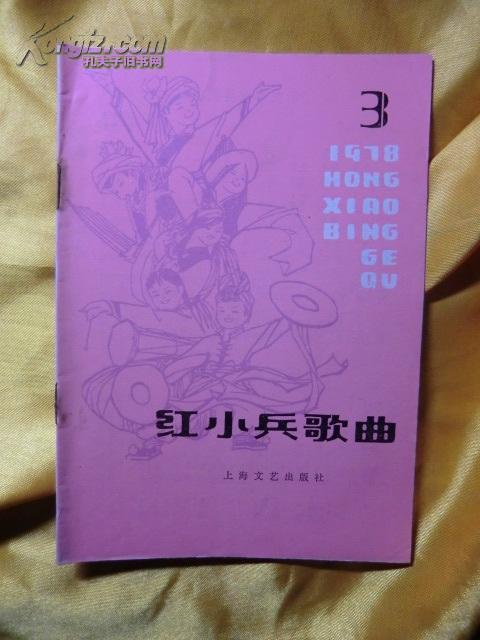 Kongfz.com
孔夫子旧书网
3
1978
HONG
XIAO
BING
GE
QU
红小兵歌曲
上海文艺出版社